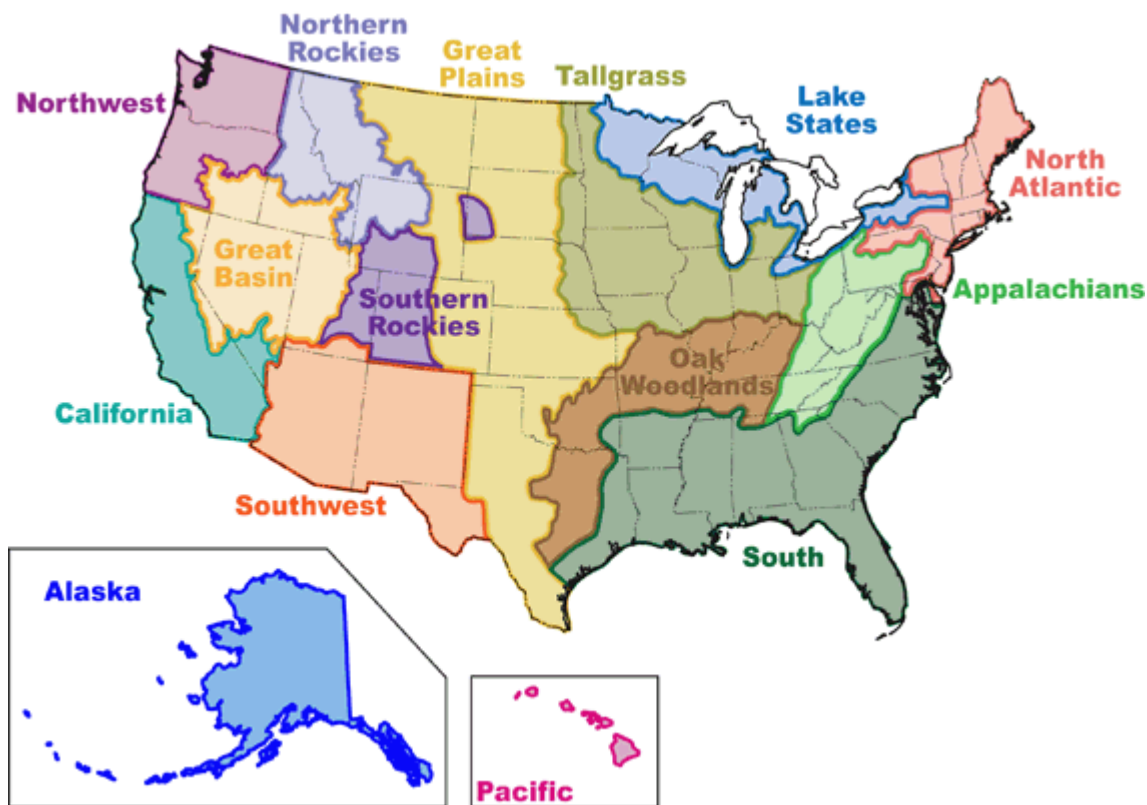 Northern
Rockies
Great
Plains
Tallgrass
Northwest
Lake
States
North
Atlantic
Great
Basin
Southern
Rockies
Appalachians
Oak
Woodlands
California
Southwest
South
Alaska
Pacific